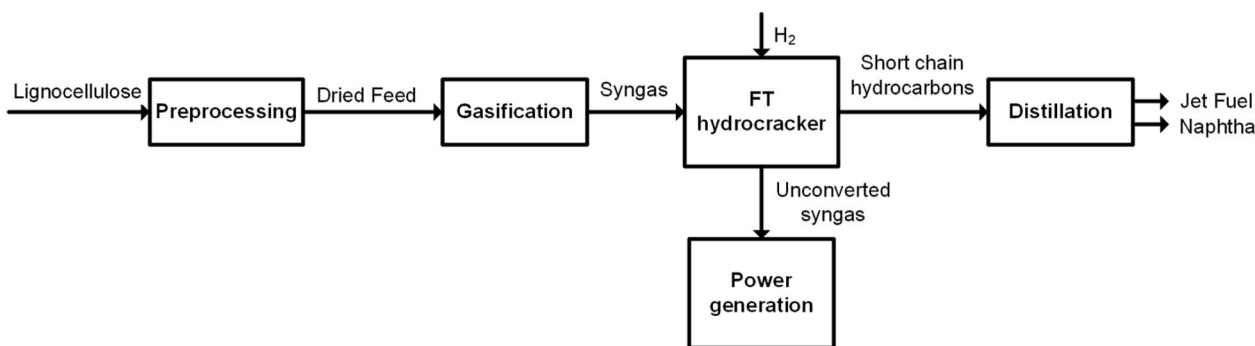 H₂
Lignocellulose
Preprocessing
Dried Feed
Gasification
Syngas
FT
hydrocracker
Short chain
hydrocarbons
Distillation
Jet Fuel
Naphtha
Unconverted
syngas
Power
generation